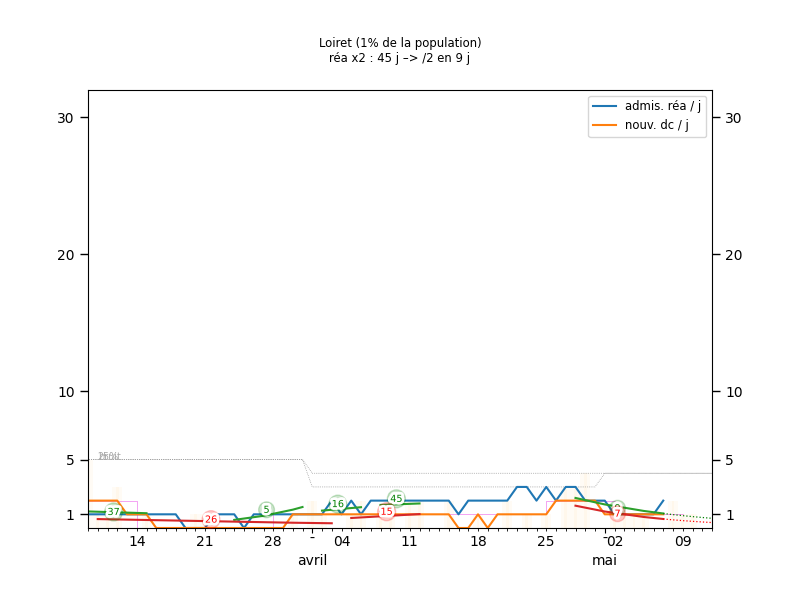 Loiret (1% de la population)
réa x2 : 45 j –> /2 en 9 j
admis. réa / j
nouv. dc / j
30 30
20 20
10 10
5 5
1 1
37 26 5 16 45 15 7
14 21 28 - 04 11 18 25 - 02 09
avril mai